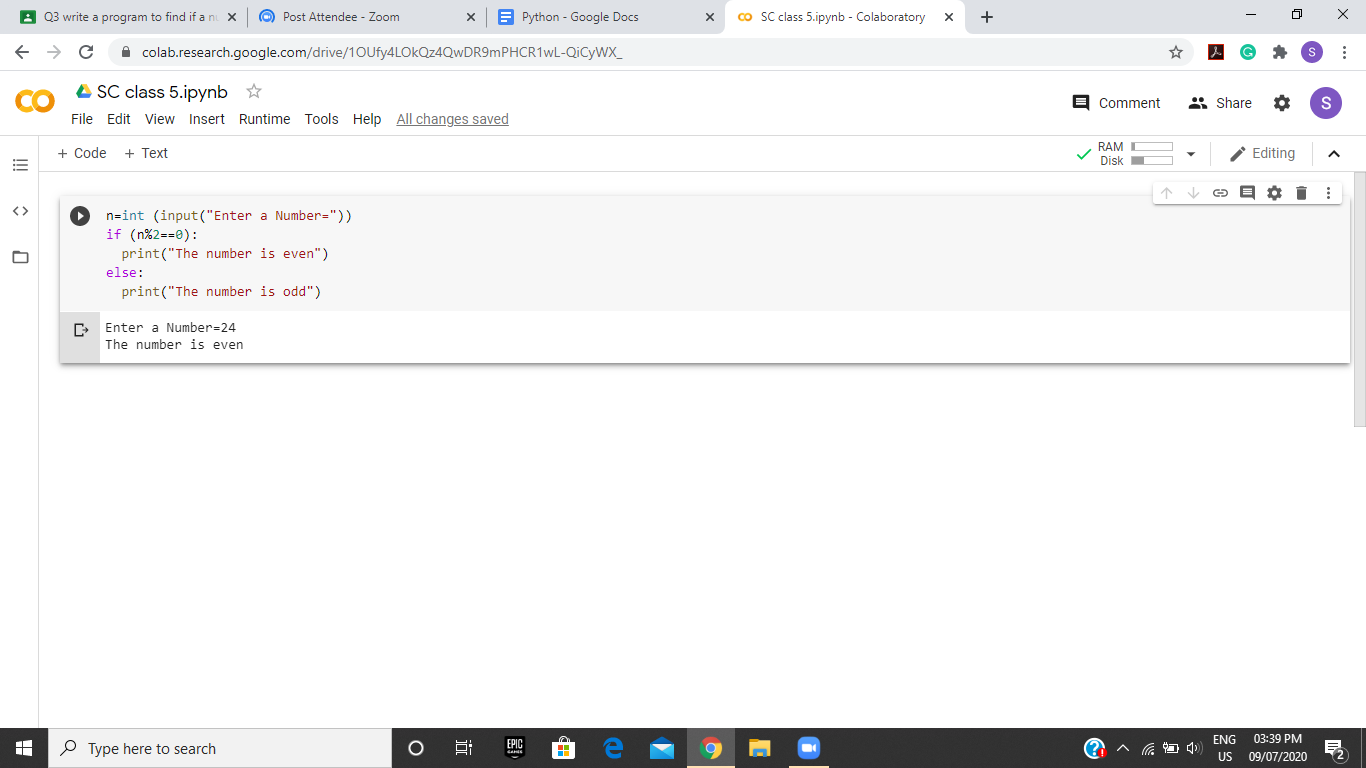 Q3 write a program to find if a n
Post Attendee - Zoom
Python - Google Docs
SC class 5.ipynb - Colaboratory
colab.research.google.com/drive/1OUfy4LOkQz4QwDR9mPHCR1wL-QiCyWX_
S
SC class 5.ipynb
Comment
Share
S
File Edit View Insert Runtime Tools Help All changes saved
+ Code + Text
RAM
Disk
Editing
n=int (input("Enter a Number="))
if (n%2==0):
  print("The number is even")
else:
  print("The number is odd")
Enter a Number=24
The number is even
Type here to search
EPIC
GAMES
ENG
US
03:39 PM
09/07/2020
2